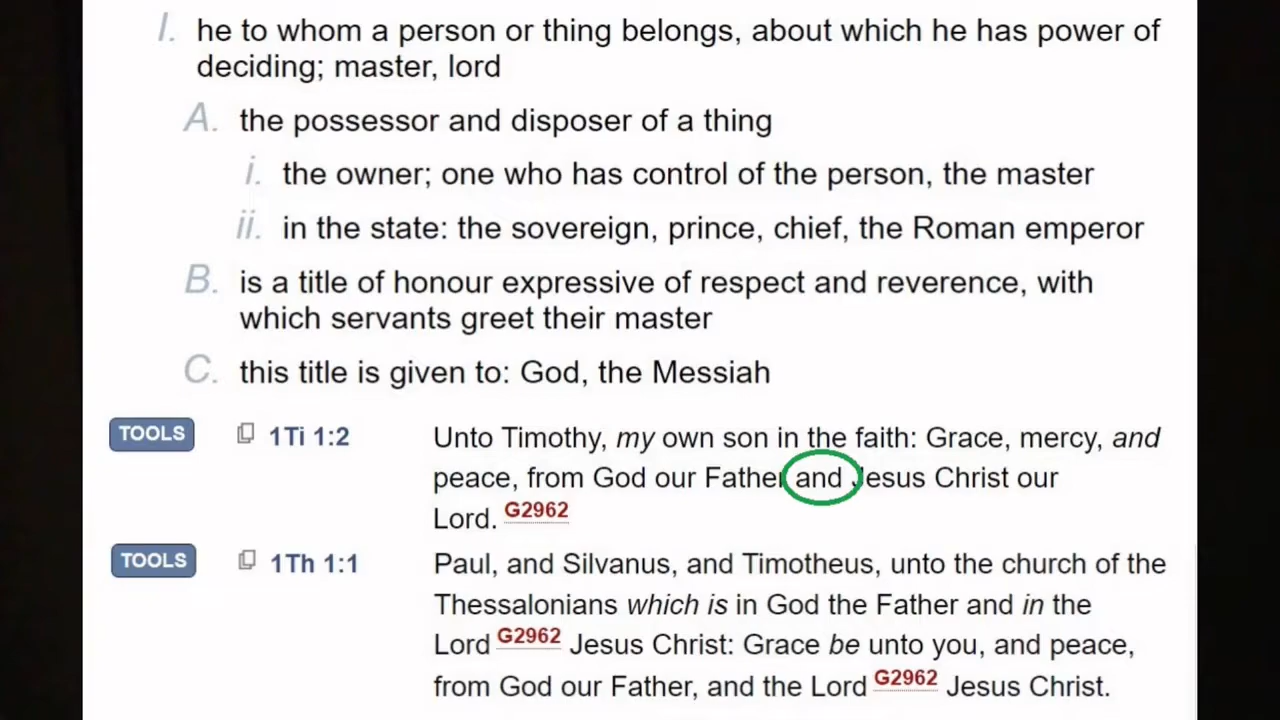 I. he to whom a person or thing belongs, about which he has power of
deciding; master, lord
A. the possessor and disposer of a thing
i. the owner; one who has control of the person, the master
ii. in the state: the sovereign, prince, chief, the Roman emperor
B. is a title of honour expressive of respect and reverence, with
which servants greet their master
C. this title is given to: God, the Messiah
TOOLS 1Ti 1:2 Unto Timothy, my own son in the faith: Grace, mercy, and
peace, from God our Father and Jesus Christ our
Lord. G2962
TOOLS 1Th 1:1 Paul, and Silvanus, and Timotheus, unto the church of the
Thessalonians which is in God the Father and in the
Lord G2962 Jesus Christ: Grace be unto you, and peace,
from God our Father, and the Lord G2962 Jesus Christ.